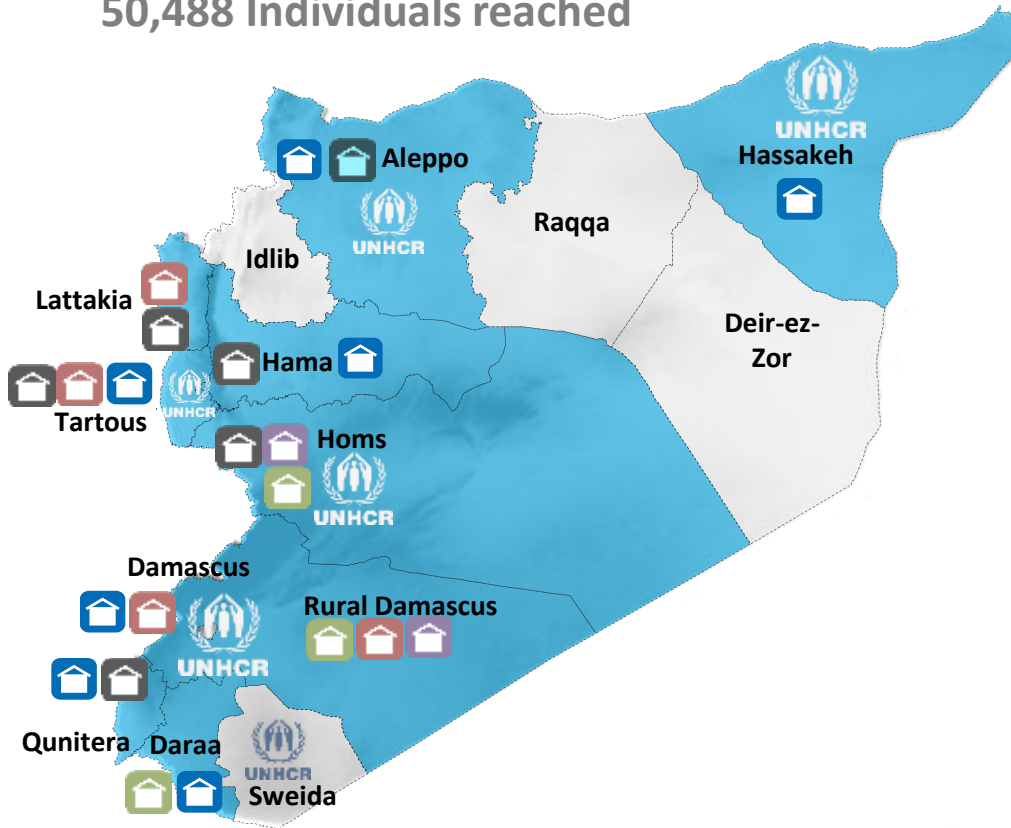 50,488 Individuals reached
UNHCR
Hassakeh
Aleppo
UNHCR
Raqqa
Idlib
Lattakia
Deir-ez-
Zor
Hama
Tartous
UNHCR
Homs
UNHCR
Damascus
Rural Damascus
UNHCR
Qunitera
Daraa
UNHCR
Sweida